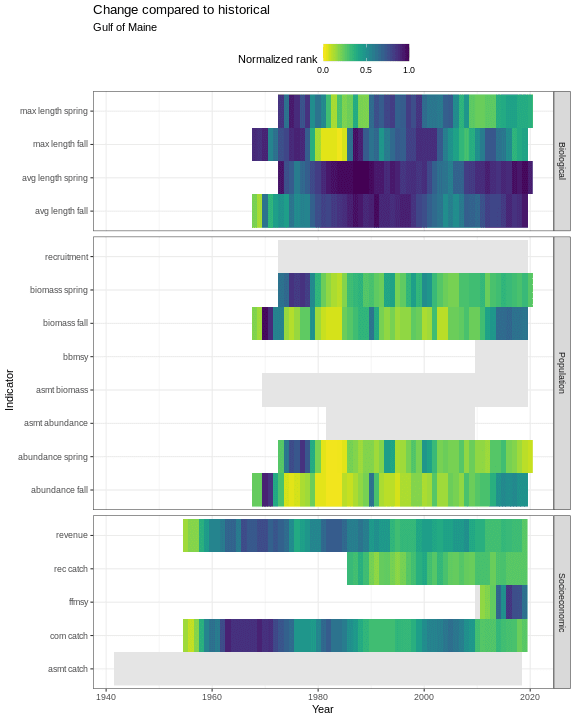 Change compared to historical
Gulf of Maine
Normalized rank
0.0 0.5 1.0
max length spring
max length fall
avg length spring
avg length fall
Biological
recruitment
biomass spring
biomass fall
bbmsy
asmt biomass
asmt abundance
abundance spring
abundance fall
Population
revenue
rec catch
ffmsy
com catch
asmt catch
Socioeconomic
Indicator
1940 1960 1980 2000 2020
Year